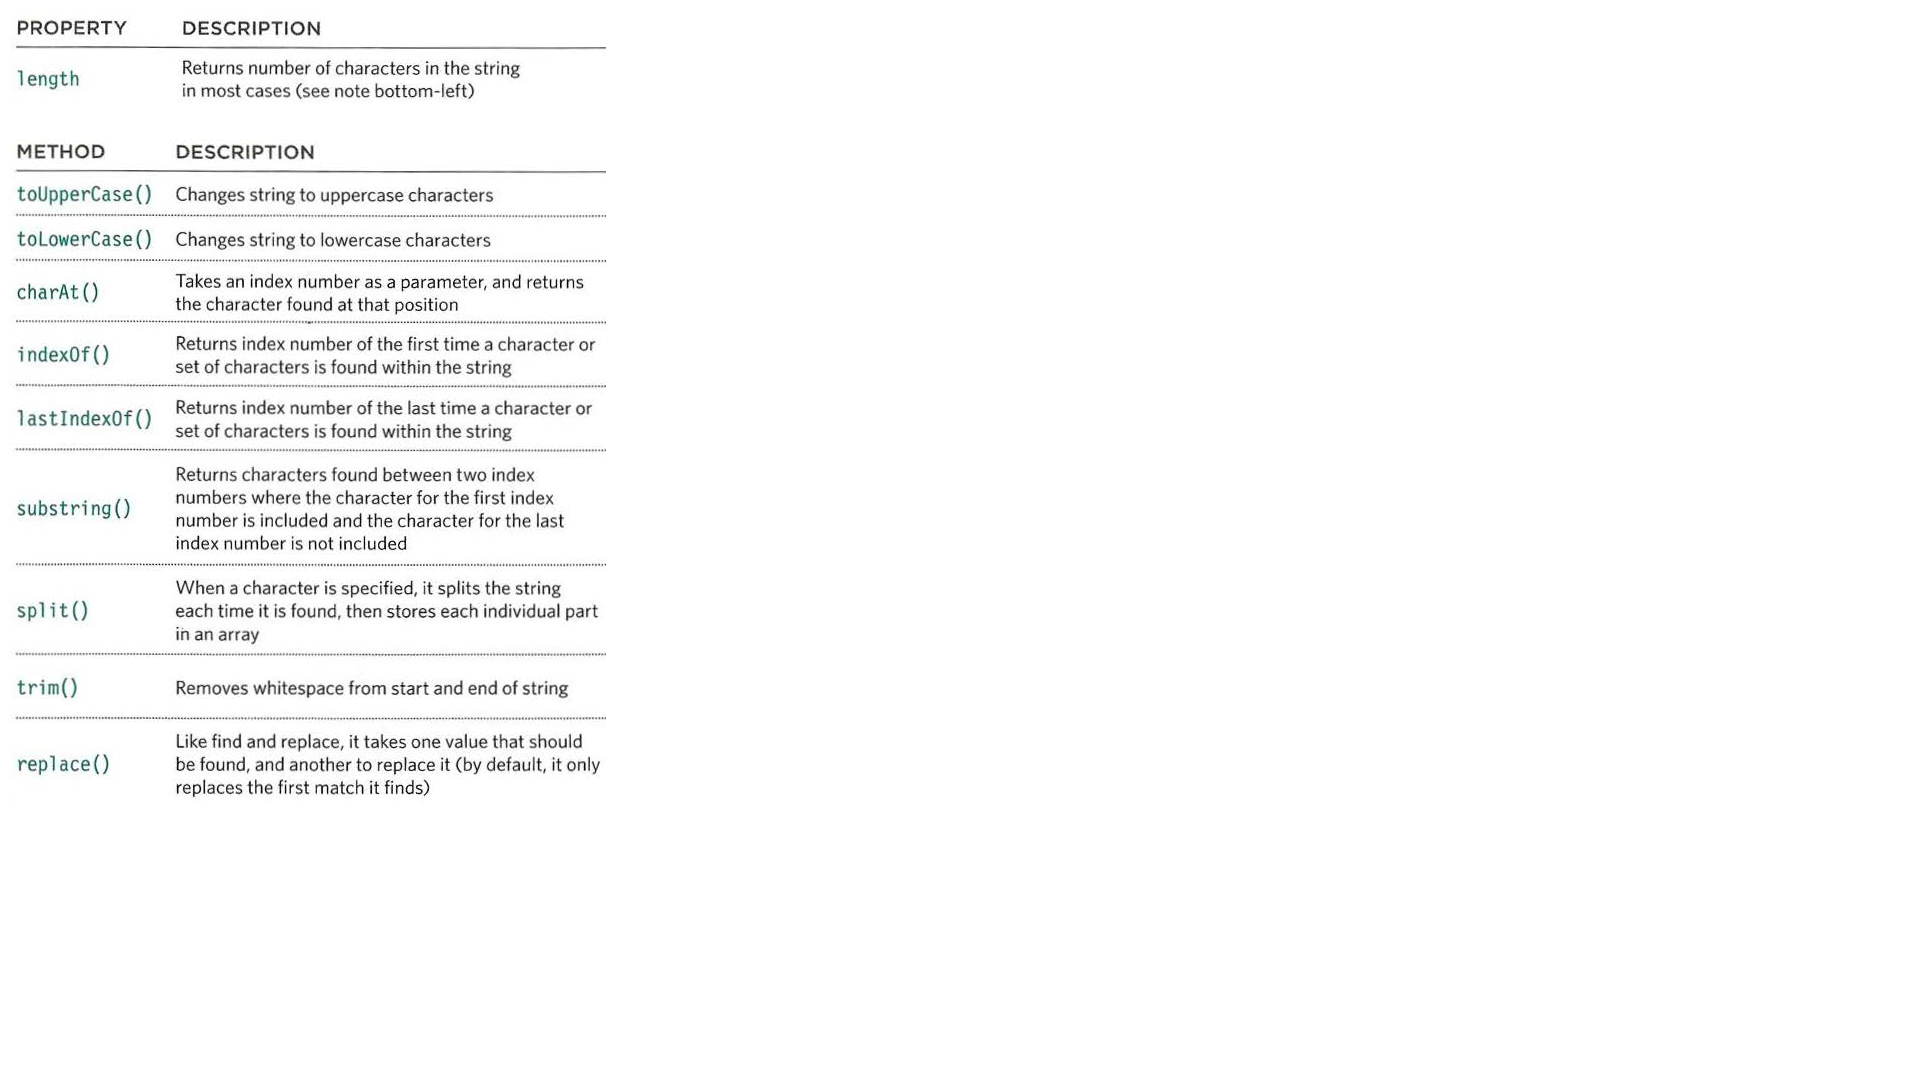 PROPERTY DESCRIPTION
length Returns number of characters in the string
in most cases (see note bottom-left)
METHOD DESCRIPTION
toUpperCase() Changes string to uppercase characters
toLowerCase() Changes string to lowercase characters
charAt() Takes an index number as a parameter, and returns
the character found at that position
indexOf() Returns index number of the first time a character or
set of characters is found within the string
lastIndexOf() Returns index number of the last time a character or
set of characters is found within the string
substring() Returns characters found between two index
numbers where the character for the first index
number is included and the character for the last
index number is not included
split() When a character is specified, it splits the string
each time it is found, then stores each individual part
in an array
trim() Removes whitespace from start and end of string
replace() Like find and replace, it takes one value that should
be found, and another to replace it (by default, it only
replaces the first match it finds)